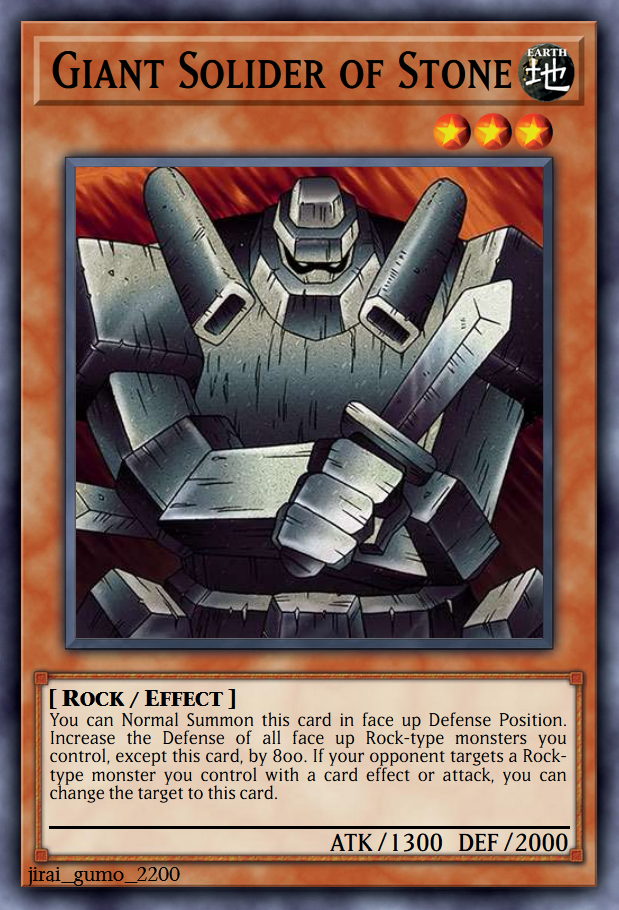 Giant Solider of Stone
EARTH
地
[ Rock / Effect ]
You can Normal Summon this card in face up Defense Position.
Increase the Defense of all face up Rock-type monsters you
control, except this card, by 800. If your opponent targets a Rock-
type monster you control with a card effect or attack, you can
change the target to this card.
ATK/1300 DEF/2000
jirai_gumo_2200